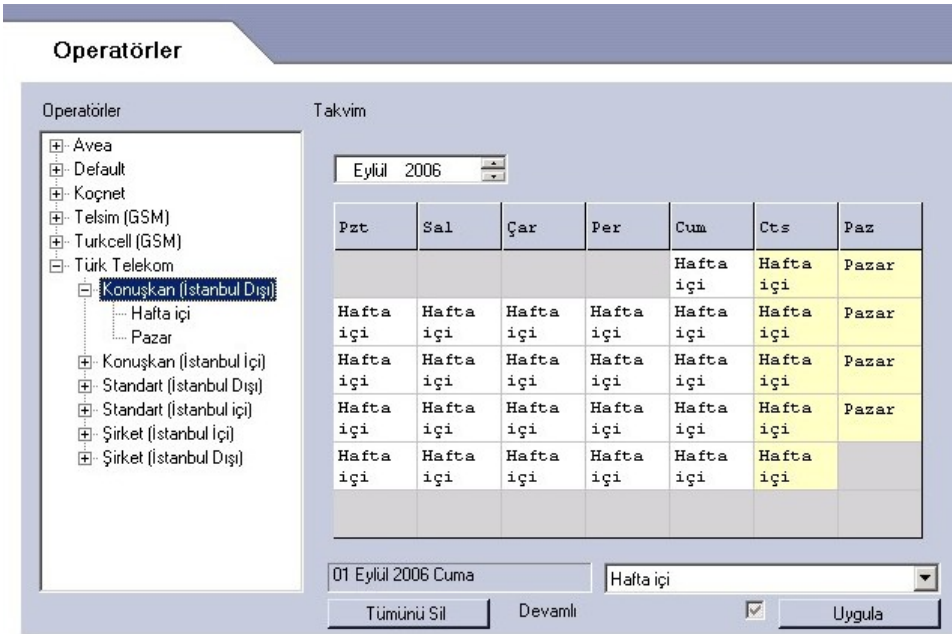 Operatörler
Operatörler
Takvim
Avea
Default
Koçnet
Telsim (GSM)
Turkcell (GSM)
Türk Telekom
Konuşkan (İstanbul Dışı)
Hafta içi
Pazar
Konuşkan (İstanbul İçi)
Standart (İstanbul Dışı)
Standart (İstanbul içi)
Şirket (İstanbul İçi)
Şirket (İstanbul Dışı)
Eylül 2006
Pzt Sal Çar Per Cum Cts Paz
Hafta Hafta Pazar
içi içi
Hafta Hafta Hafta Hafta Hafta Hafta Pazar
içi içi içi içi içi içi
Hafta Hafta Hafta Hafta Hafta Hafta Pazar
içi içi içi içi içi içi
Hafta Hafta Hafta Hafta Hafta Hafta Pazar
içi içi içi içi içi içi
Hafta Hafta Hafta Hafta Hafta Hafta
içi içi içi içi içi içi
01 Eylül 2006 Cuma Hafta içi
Tümünü Sil Devamlı Uygula